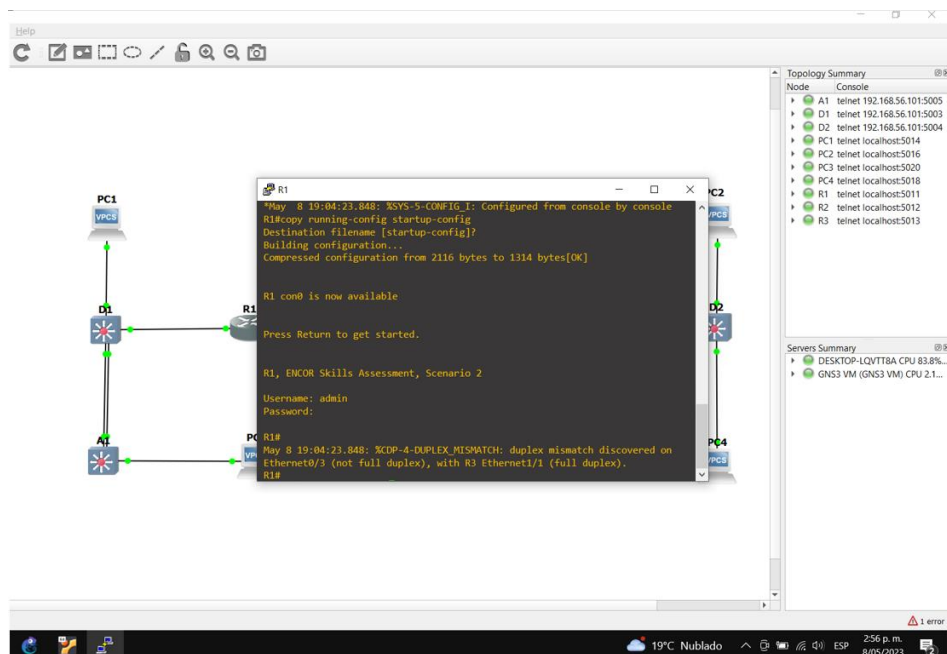 Help
Topology Summary
Node Console
A1 telnet 192.168.56.101:5005
D1 telnet 192.168.56.101:5003
D2 telnet 192.168.56.101:5004
PC1 telnet localhost:5014
PC2 telnet localhost:5016
PC3 telnet localhost:5020
PC4 telnet localhost:5018
R1 telnet localhost:5011
R2 telnet localhost:5012
R3 telnet localhost:5013
PC1
VPCS
D1
R1
A1
PC
VP
PC2
PCS
D2
PC4
VPCS
R1
*May 8 19:04:23.848: %SYS-5-CONFIG_I: Configured from console by console
R1#copy running-config startup-config
Destination filename [startup-config]?
Building configuration...
Compressed configuration from 2116 bytes to 1314 bytes[OK]
R1 con0 is now available
Press Return to get started.
R1, ENCOR Skills Assessment, Scenario 2
Username: admin
Password:
R1#
May 8 19:04:23.848: %CDP-4-DUPLEX_MISMATCH: duplex mismatch discovered on
Ethernet0/3 (not full duplex), with R3 Ethernet1/1 (full duplex).
R1#
Servers Summary
DESKTOP-LQVTT8A CPU 83.8%...
GNS3 VM (GNS3 VM) CPU 2.1...
1 error
19°C Nublado
ESP
2:56 p. m.
8/05/2023
2